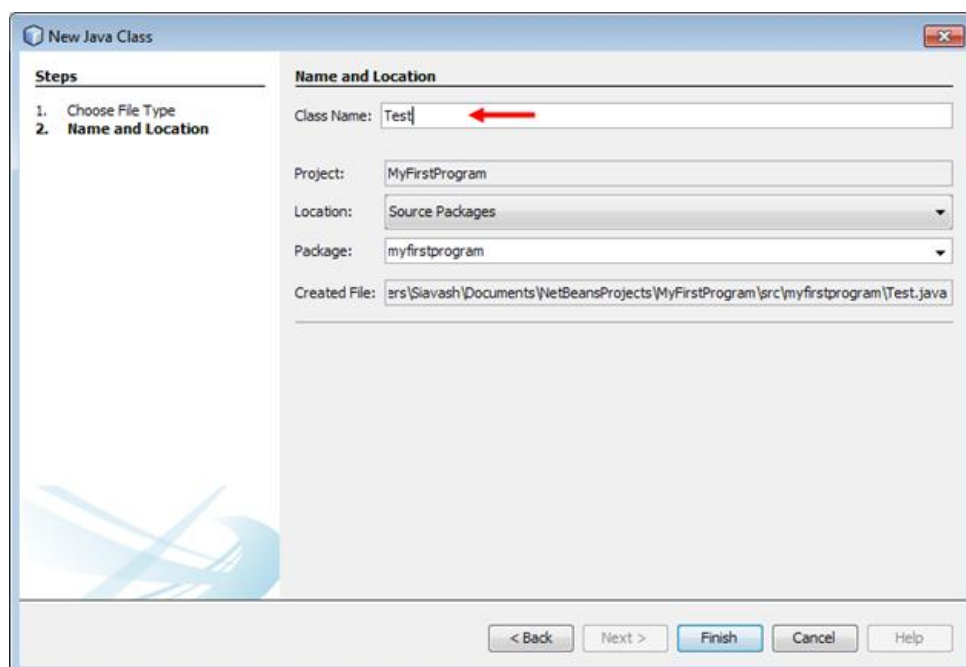 New Java Class
Steps
1. Choose File Type
2. Name and Location
Name and Location
Class Name: Test
Project: MyFirstProgram
Location: Source Packages
Package: myfirstprogram
Created File: ers\Siavash\Documents\NetBeansProjects\MyFirstProgram\src\myfirstprogram\Test.java
< Back Next > Finish Cancel Help